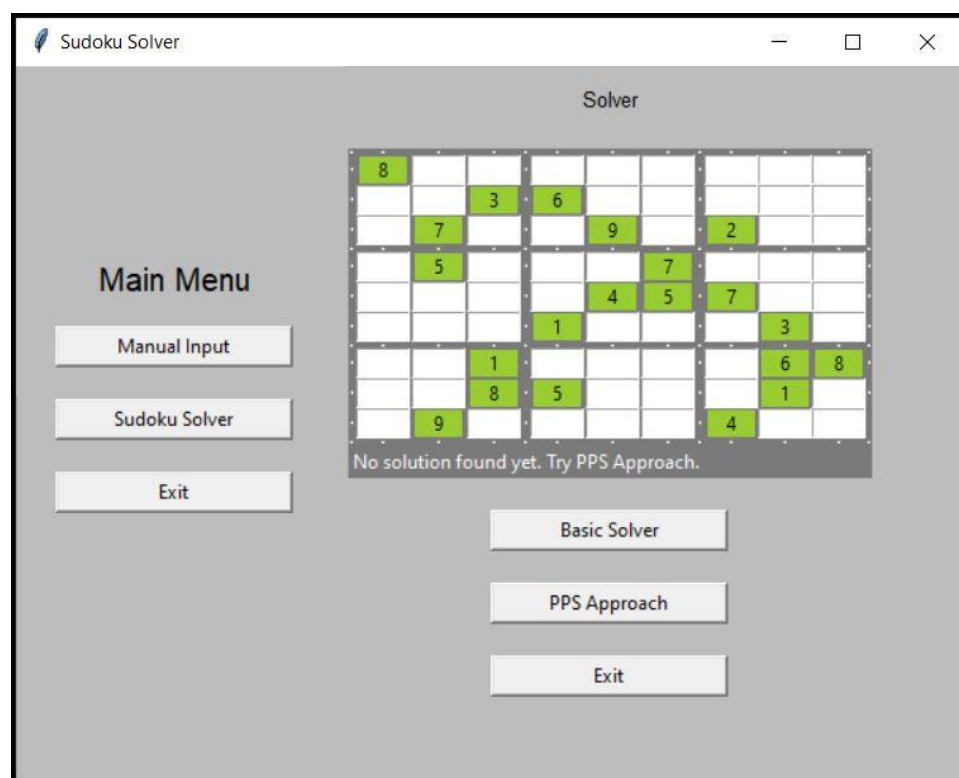 Sudoku Solver
Solver
8
3 6
7 9 2
5 7
Main Menu
4 5 7
1 3
Manual Input
1 6 8
8 5 1
Sudoku Solver
9 4
No solution found yet. Try PPS Approach.
Exit
Basic Solver
PPS Approach
Exit